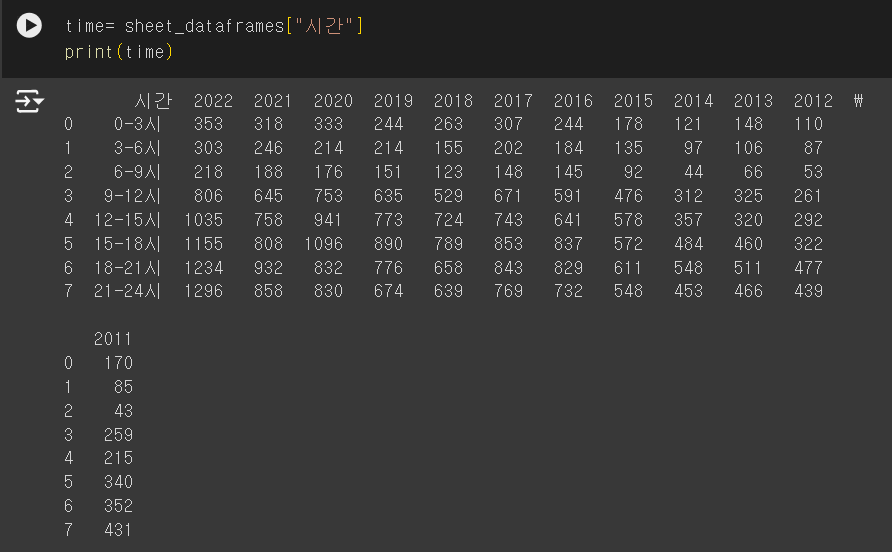 time= sheet_dataframes["시간"]
print(time)
시간 2022 2021 2020 2019 2018 2017 2016 2015 2014 2013 2012 ₩
0 0-3시 353 318 333 244 263 307 244 178 121 148 110
1 3-6시 303 246 214 214 155 202 184 135 97 106 87
2 6-9시 218 188 176 151 123 148 145 92 44 66 53
3 9-12시 806 645 753 635 529 671 591 476 312 325 261
4 12-15시 1035 758 941 773 724 743 641 578 357 320 292
5 15-18시 1155 808 1096 890 789 853 837 572 484 460 322
6 18-21시 1234 932 832 776 658 843 829 611 548 511 477
7 21-24시 1296 858 830 674 639 769 732 548 453 466 439
2011
0 170
1 85
2 43
3 259
4 215
5 340
6 352
7 431